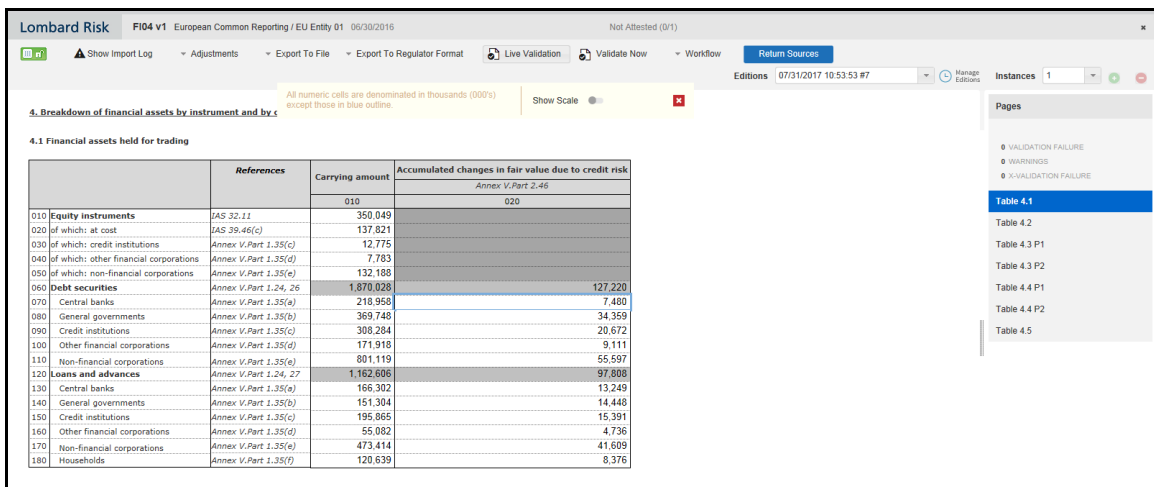 Lombard Risk FI04 v1 European Common Reporting / EU Entity 01 06/30/2016 Not Attested (0/1)
Show Import Log Adjustments Export To File Export To Regulator Format Live Validation Validate Now Workflow Return Sources
Editions 07/31/2017 10:53:53 #7 Manage Editions Instances 1
All numeric cells are denominated in thousands (000's)
except those in blue outline.
Show Scale
4. Breakdown of financial assets by instrument and by c
4.1 Financial assets held for trading
References Carrying amount Accumulated changes in fair value due to credit risk
Annex V.Part 2.46
010 020
010 Equity instruments IAS 32.11 350,049
020 of which: at cost IAS 39.46(c) 137,821
030 of which: credit institutions Annex V.Part 1.35(c) 12,775
040 of which: other financial corporations Annex V.Part 1.35(d) 7,783
050 of which: non-financial corporations Annex V.Part 1.35(e) 132,188
060 Debt securities Annex V.Part 1.24, 26 1,870,028 127,220
070 Central banks Annex V.Part 1.35(a) 218,958 7,480
080 General governments Annex V.Part 1.35(b) 369,748 34,359
090 Credit institutions Annex V.Part 1.35(c) 308,284 20,672
100 Other financial corporations Annex V.Part 1.35(d) 171,918 9,111
110 Non-financial corporations Annex V.Part 1.35(e) 801,119 55,597
120 Loans and advances Annex V.Part 1.24, 27 1,162,606 97,808
130 Central banks Annex V.Part 1.35(a) 166,302 13,249
140 General governments Annex V.Part 1.35(b) 151,304 14,448
150 Credit institutions Annex V.Part 1.35(c) 195,865 15,391
160 Other financial corporations Annex V.Part 1.35(d) 55,082 4,736
170 Non-financial corporations Annex V.Part 1.35(e) 473,414 41,609
180 Households Annex V.Part 1.35(f) 120,639 8,376
Pages
0 VALIDATION FAILURE
0 WARNINGS
0 X-VALIDATION FAILURE
Table 4.1
Table 4.2
Table 4.3 P1
Table 4.3 P2
Table 4.4 P1
Table 4.4 P2
Table 4.5